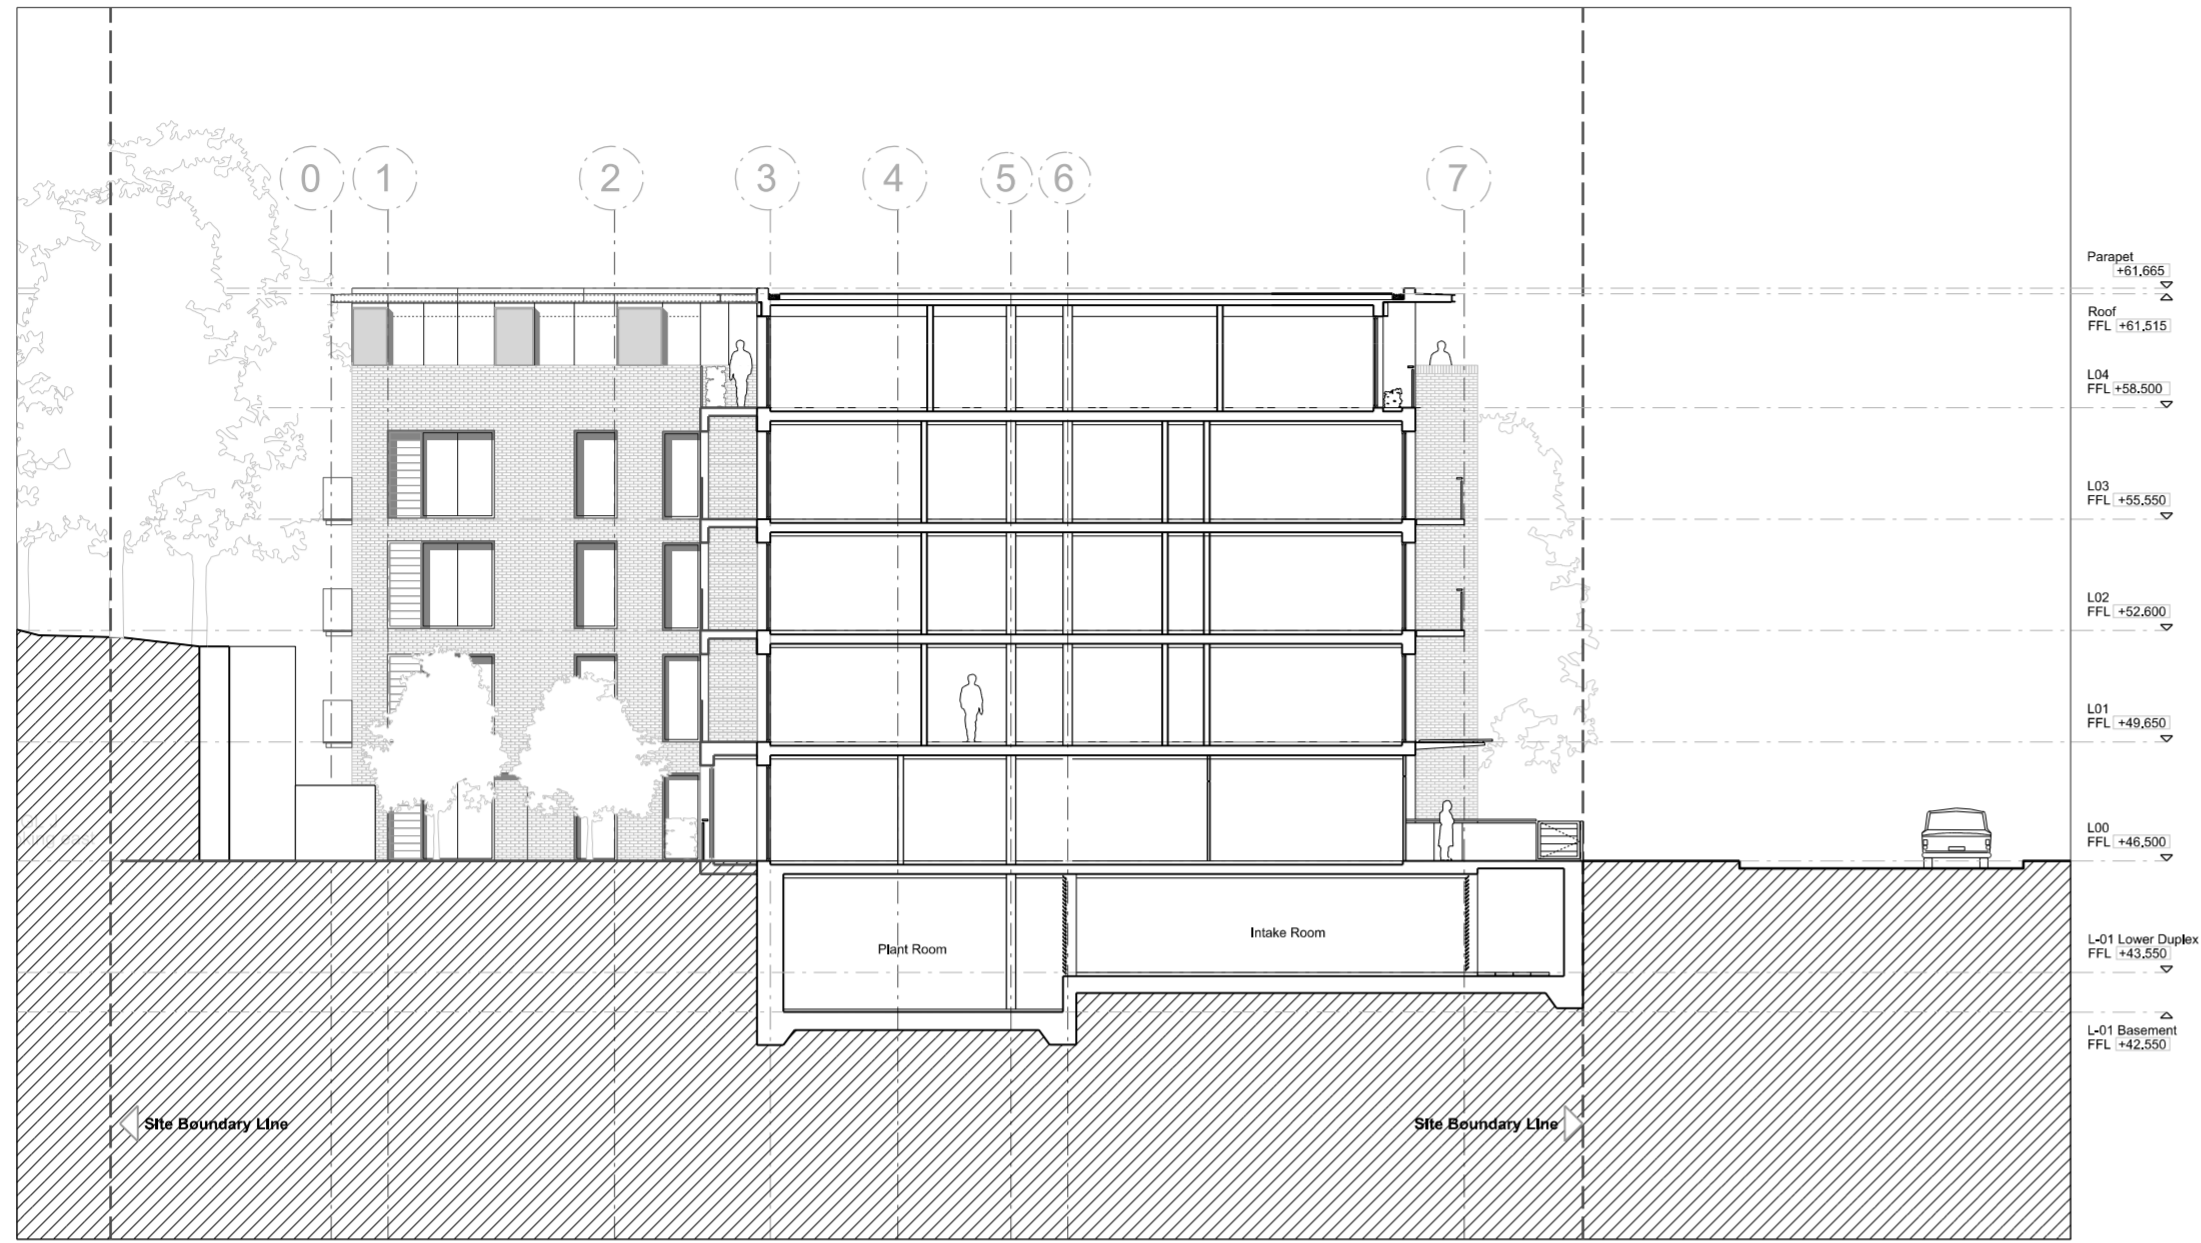 0 1 2 3 4 5 6 7
Parapet
+61.665
Roof
FFL +61.515
L04
FFL +58.500
L03
FFL +55.550
L02
FFL +52.600
L01
FFL +49.650
L00
FFL +46.500
Intake Room
Plant Room
L-01 Lower Duplex
FFL +43.550
L-01 Basement
FFL +42.550
Site Boundary Line
Site Boundary Line